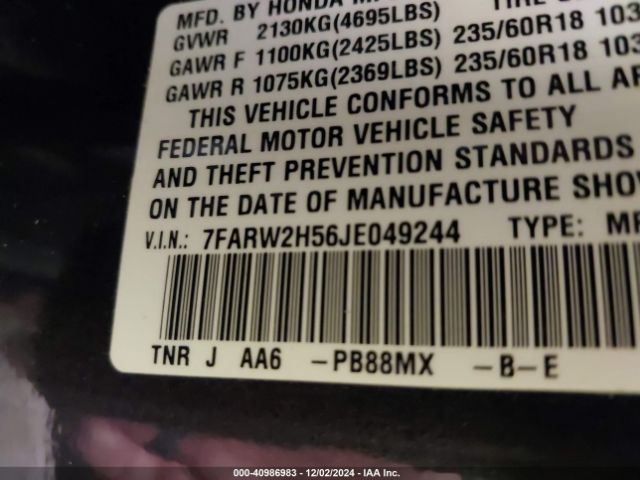 MFD. BY HONDA
GVWR 2130KG(4695LBS)
GAWR F 1100KG(2425LBS) 235/60R18 103
GAWR R 1075KG(2369LBS) 235/60R18 103
THIS VEHICLE CONFORMS TO ALL
FEDERAL MOTOR VEHICLE SAFETY
AND THEFT PREVENTION STANDARDS
ON THE DATE OF MANUFACTURE SHO
V.I.N.: 7FARW2H56JE049244 TYPE: MP
TNR J AA6 -PB88MX -B-E
000-40986983 - 12/02/2024 - IAA Inc.